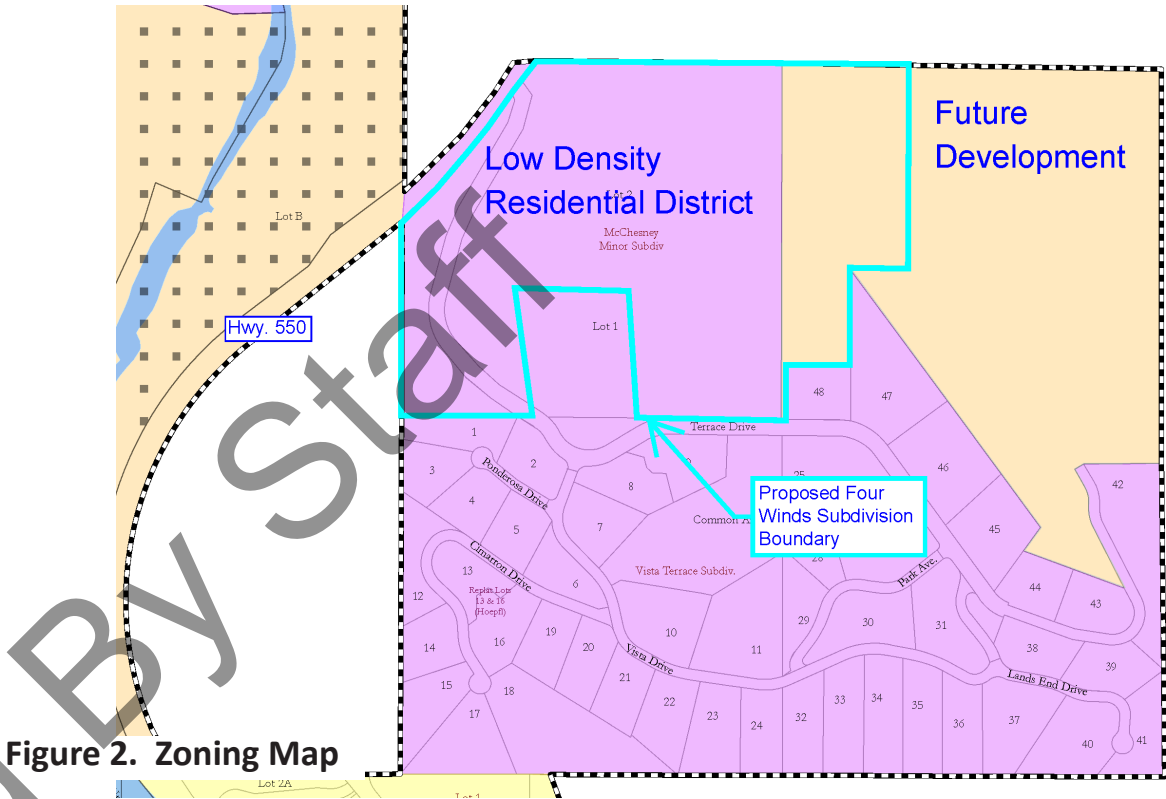 Future
Development
Low Density
Residential District
Lot 2
McChesney
Minor Subdiv
Lot B
Hwy. 550
Lot 1
48
47
Terrace Drive
1
2
3
Ponderosa Drive
4
5
8
7
25
46
42
45
Proposed Four
Winds Subdivision
Boundary
Common A
28
Vista Terrace Subdiv.
Park Ave.
Cimarron Drive
13
Replat Lots
13 & 16
(Hoepfl)
12
6
44
43
14
16
19
20
10
11
29
30
31
38
39
Vista Drive
15
18
17
21
22
23
24
32
33
34
35
36
37
Lands End Drive
40
41
By Staff
Figure 2. Zoning Map
Lot 2A
Lot 1